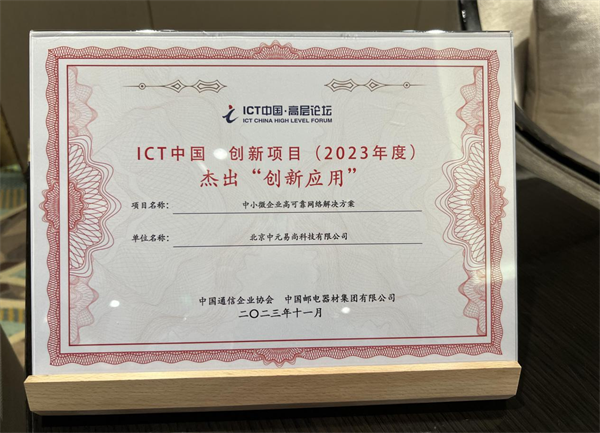 ICT中国·高层论坛
ICT CHINA HIGH LEVEL FORUM
ICT中国 创新项目（2023年度）
杰出“创新应用”
项目名称： 中小微企业高可靠网络解决方案
单位名称： 北京中元易尚科技有限公司
中国通信企业协会 中国邮电器材集团有限公司
二〇二三年十一月